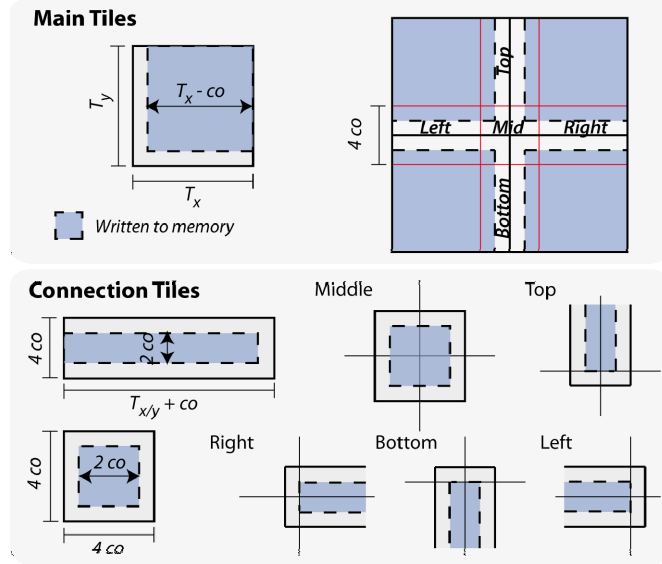 Main Tiles
Ty
Tx - co
Tx
Written to memory
4 co
Top
Left
Mid
Right
Bottom
Connection Tiles
4 co
2 co
Tx/y + co
4 co
2 co
4 co
Middle
Top
Right
Bottom
Left